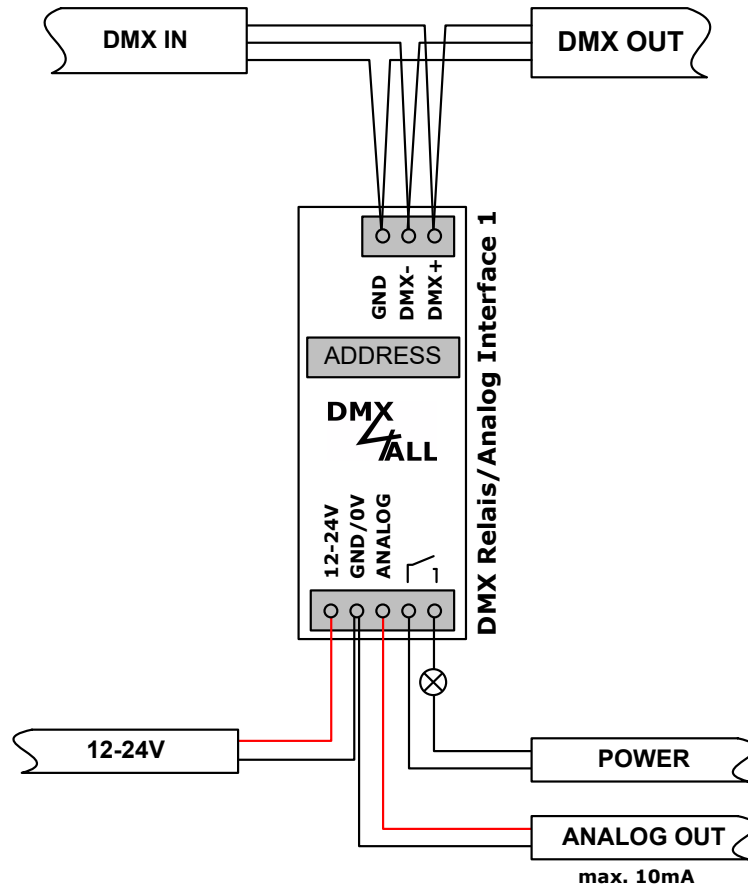 DMX IN
DMX OUT
GND
DMX-
DMX+
DMX Relais/Analog Interface 1
ADDRESS
DMX
4
ALL
12-24V
GND/0V
ANALOG
12-24V
POWER
ANALOG OUT
max. 10mA